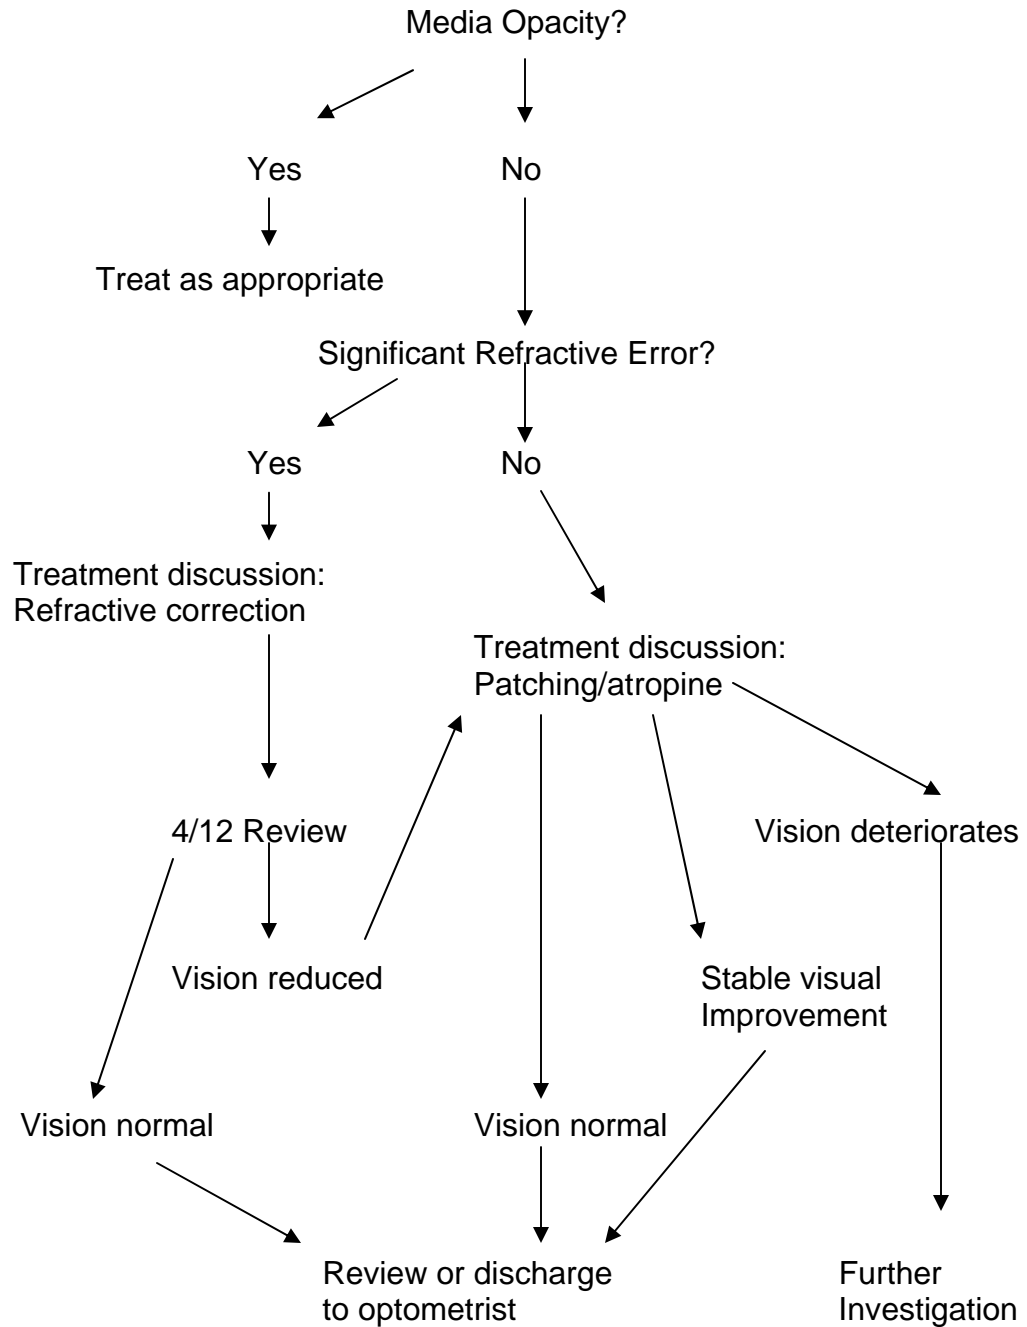 Media Opacity?
Yes
No
Treat as appropriate
Significant Refractive Error?
Yes
No
Treatment discussion:
Refractive correction
Treatment discussion:
Patching/atropine
4/12 Review
Vision deteriorates
Vision reduced
Stable visual
Improvement
Vision normal
Vision normal
Review or discharge
to optometrist
Further
Investigation